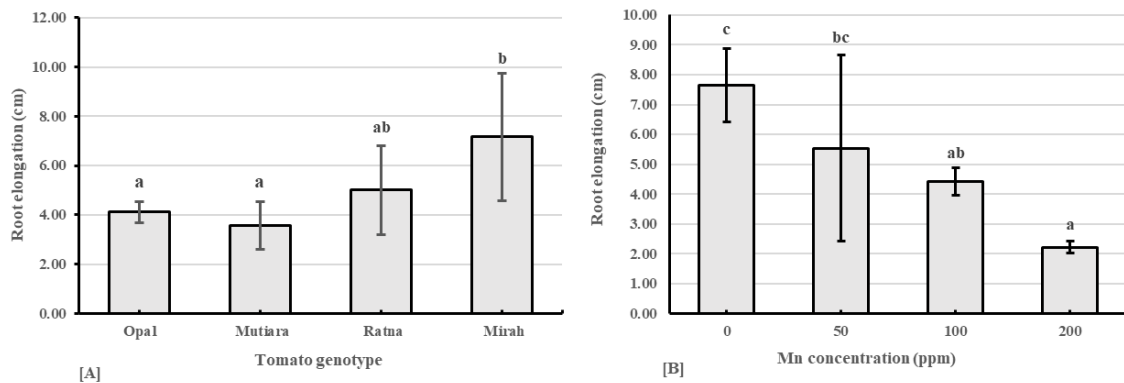 12.00
10.00
8.00
6.00
4.00
2.00
0.00
Root elongation (cm)
a
a
ab
b
Opal
Mutiara
Ratna
Mirah
Tomato genotype
[A]
10.00
9.00
8.00
7.00
6.00
5.00
4.00
3.00
2.00
1.00
0.00
Root elongation (cm)
c
bc
ab
a
0
50
100
200
Mn concentration (ppm)
[B]